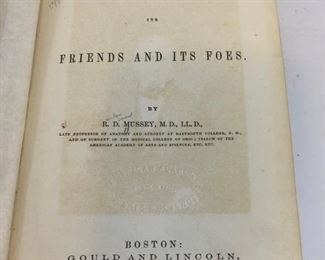 ITS
FRIENDS AND ITS FOES.
BY
R. D. MUSSEY, M.D., LL.D.,
LATE PROFESSOR OF ANATOMY AND SURGERY AT DARTMOUTH COLLEGE, N. H.,
AND OF SURGERY IN THE MEDICAL COLLEGE OF OHIO; FELLOW OF THE
AMERICAN ACADEMY OF ARTS AND SCIENCES, ETC. ETC.
BOSTON:
GOULD AND LINCOLN,